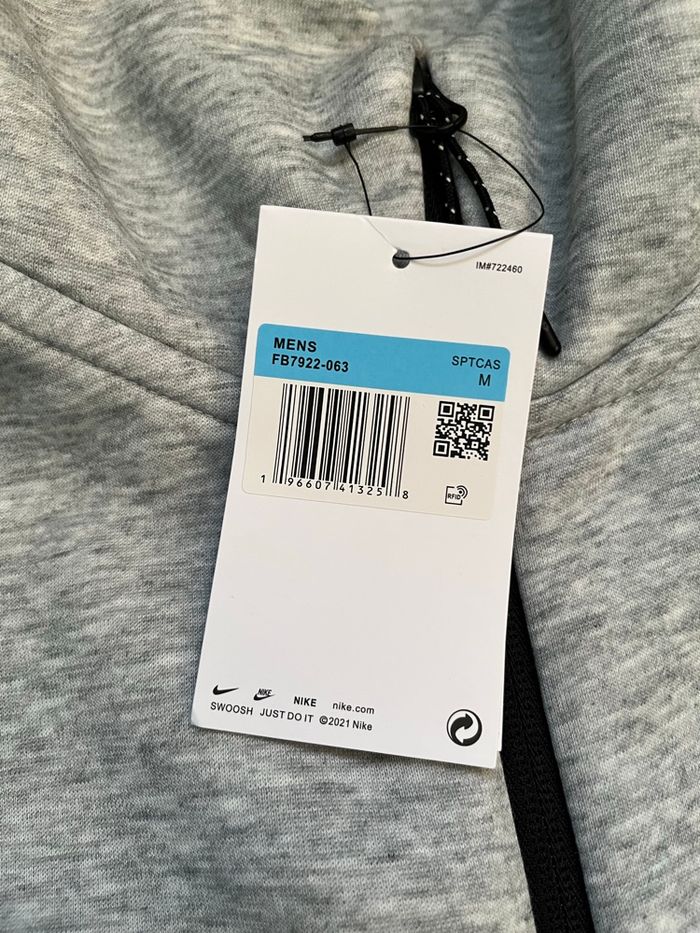 IM#722460
MENS
FB7922-063
SPTCAS
M
1 96607 41325 8
RFID
NIKE
NIKE nike.com
SWOOSH JUST DO IT ©2021 Nike